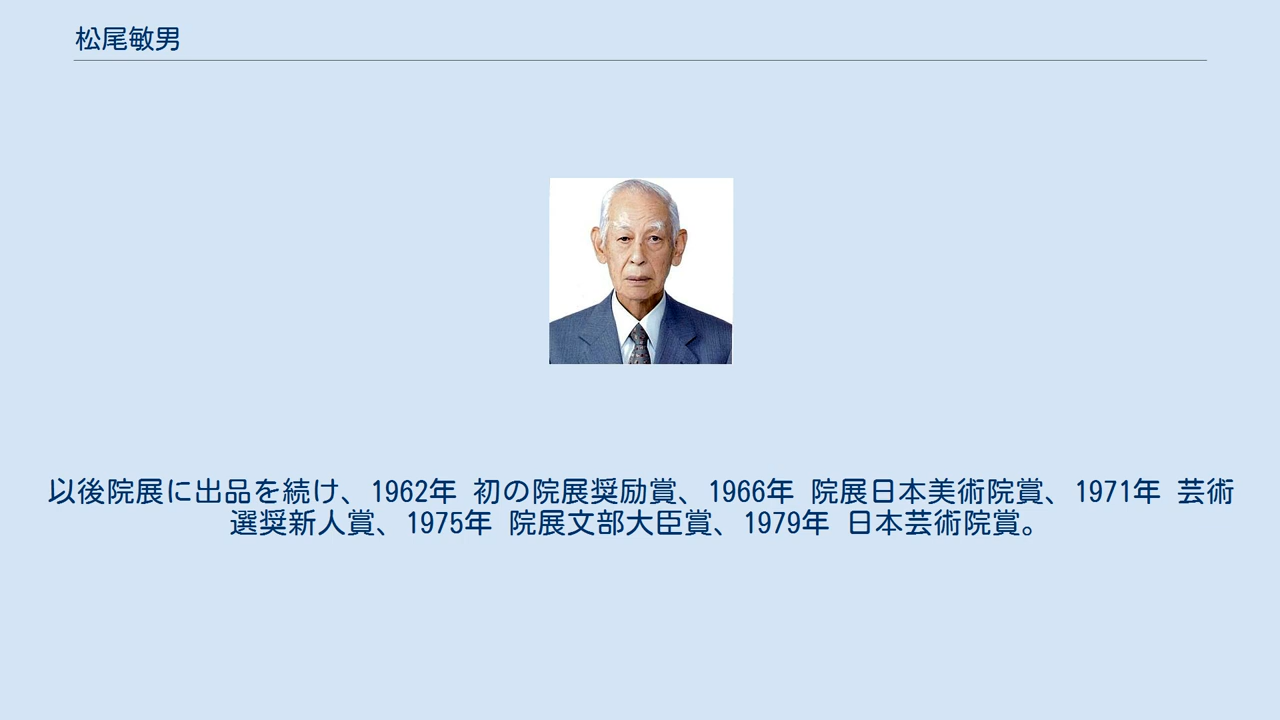 松尾敏男
以後院展に出品を続け、1962年 初の院展奨励賞、1966年 院展日本美術院賞、1971年 芸術
選奨新人賞、1975年 院展文部大臣賞、1979年 日本芸術院賞。